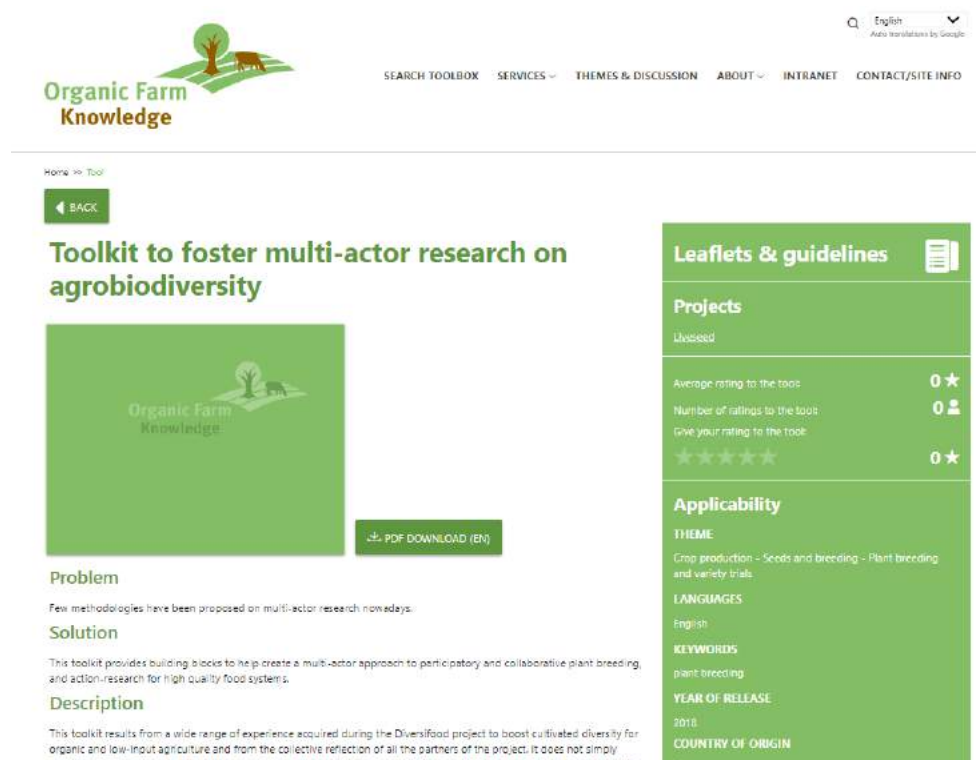 English
Auto translations by Google
Organic Farm
Knowledge
SEARCH TOOLBOX SERVICES THEMES & DISCUSSION ABOUT INTRANET CONTACT/SITE INFO
Home >> Tool
BACK
Toolkit to foster multi-actor research on
agrobiodiversity
Organic Farm
Knowledge
PDF DOWNLOAD (EN)
Problem
Few methodologies have been proposed on multi-actor research nowadays.
Solution
This toolkit provides building blocks to help create a multi-actor approach to participatory and collaborative plant breeding,
and action-research for high quality food systems.
Description
This toolkit results from a wide range of experience acquired during the Diversifood project to boost cultivated diversity for
organic and low-input agriculture and from the collective reflection of all the partners of the project. It does not simply
Leaflets & guidelines
Projects
Liveseed
Average rating to the tool: 0
Number of ratings to the tool: 0
Give your rating to the tool:
0
Applicability
THEME
Crop production - Seeds and breeding - Plant breeding
and variety trials
LANGUAGES
English
KEYWORDS
plant breeding
YEAR OF RELEASE
2018
COUNTRY OF ORIGIN